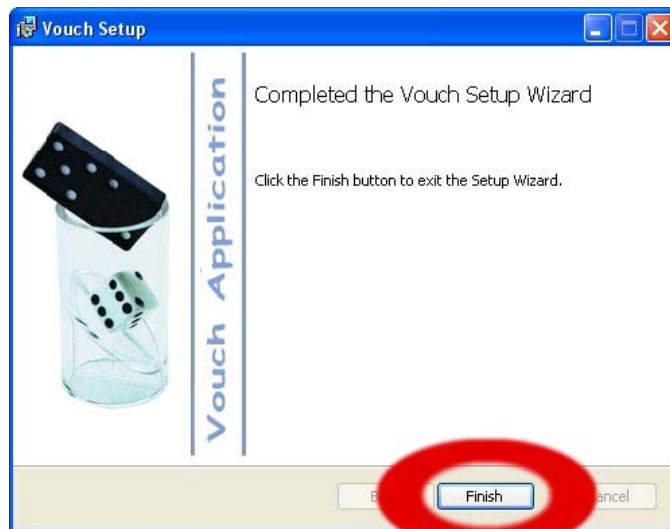 Vouch Setup
Vouch Application
Completed the Vouch Setup Wizard
Click the Finish button to exit the Setup Wizard.
Finish